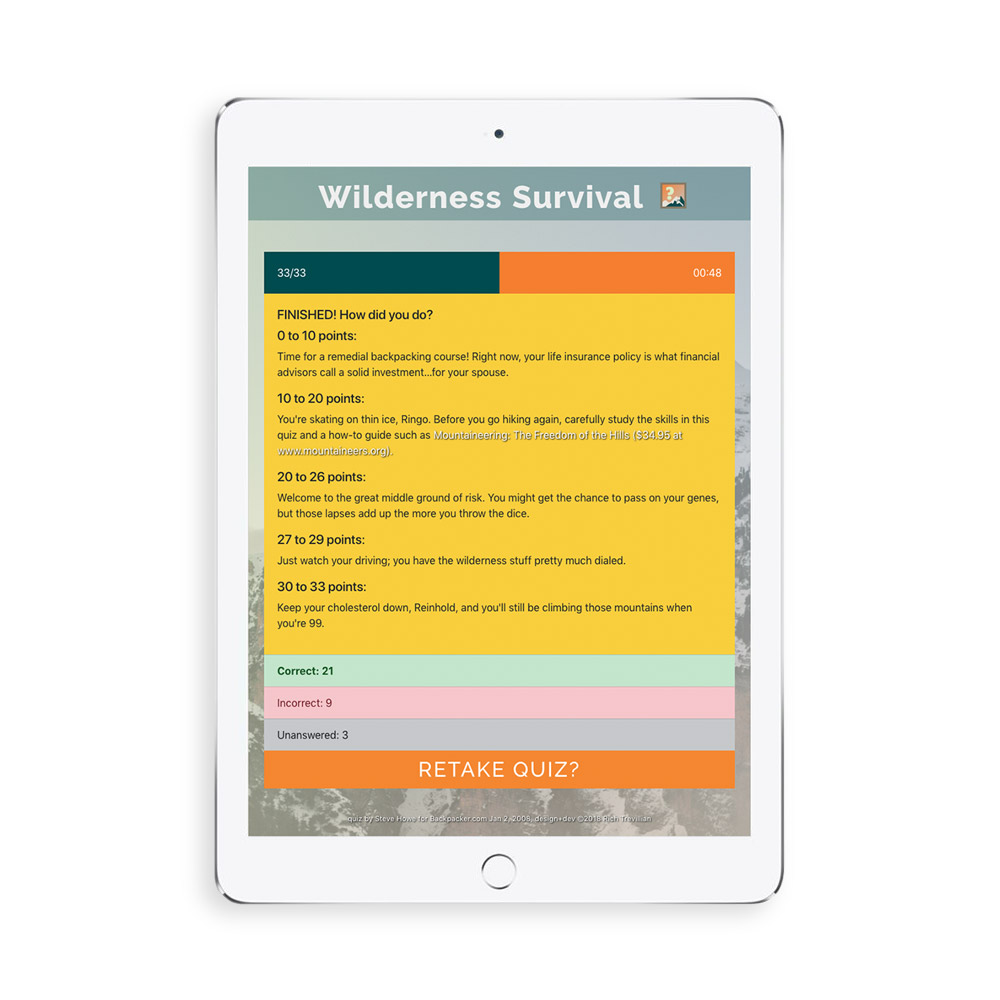 Wilderness Survival
?
33/33 00:48
FINISHED! How did you do?
0 to 10 points:
Time for a remedial backpacking course! Right now, your life insurance policy is what financial
advisors call a solid investment...for your spouse.
10 to 20 points:
You're skating on thin ice, Ringo. Before you go hiking again, carefully study the skills in this
quiz and a how-to guide such as Mountaineering: The Freedom of the Hills ($34.95 at
www.mountaineers.org).
20 to 26 points:
Welcome to the great middle ground of risk. You might get the chance to pass on your genes,
but those lapses add up the more you throw the dice.
27 to 29 points:
Just watch your driving; you have the wilderness stuff pretty much dialed.
30 to 33 points:
Keep your cholesterol down, Reinhold, and you'll still be climbing those mountains when
you're 99.
Correct: 21
Incorrect: 9
Unanswered: 3
RETAKE QUIZ?
quiz by Steve Howe for Backpacker.com Jan 2, 2008, design+dev ©2018 Rich Trevillian